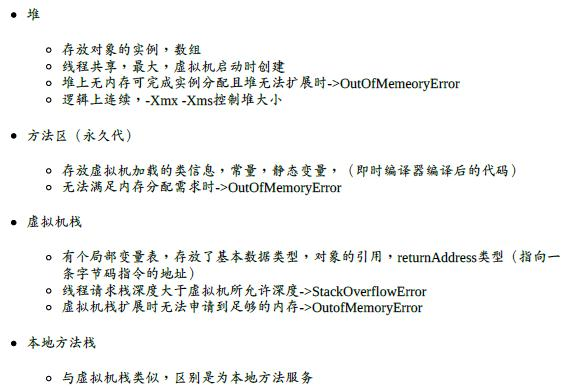 堆
存放对象的实例，数组
线程共享，最大，虚拟机启动时创建
堆上无内存可完成实例分配且堆无法扩展时->OutOfMemeoryError
逻辑上连续，-Xmx -Xms控制堆大小
方法区（永久代）
存放虚拟机加载的类信息，常量，静态变量，（即时编译器编译后的代码）
无法满足内存分配需求时->OutOfMemoryError
虚拟机栈
有个局部变量表，存放了基本数据类型，对象的引用，returnAddress类型（指向一
条字节码指令的地址）
线程请求栈深度大于虚拟机所允许深度->StackOverflowError
虚拟机栈扩展时无法申请到足够的内存->OutofMemoryError
本地方法栈
与虚拟机栈类似，区别是为本地方法服务